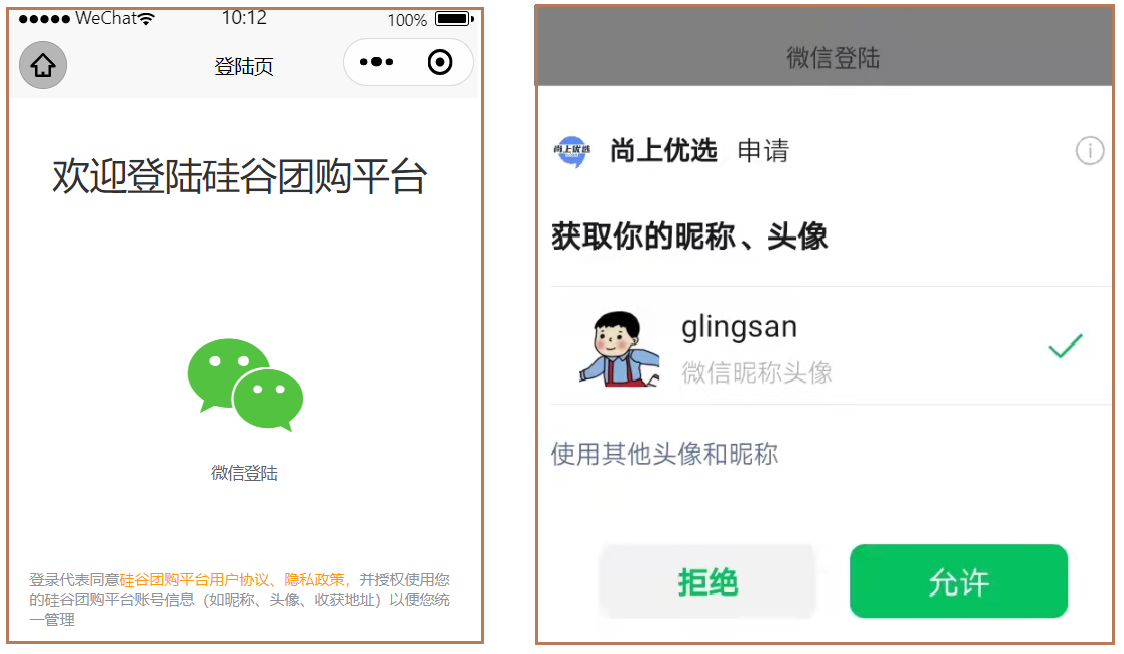 WeChat 10:12 100%
登陆页
欢迎登陆硅谷团购平台
微信登陆
登录代表同意硅谷团购平台用户协议、隐私政策，并授权使用您
的硅谷团购平台账号信息（如昵称、头像、收获地址）以便您统
一管理
微信登陆
尚上优选
尚上优选 申请
获取你的昵称、头像
glingsan
微信昵称头像
使用其他头像和昵称
拒绝 允许